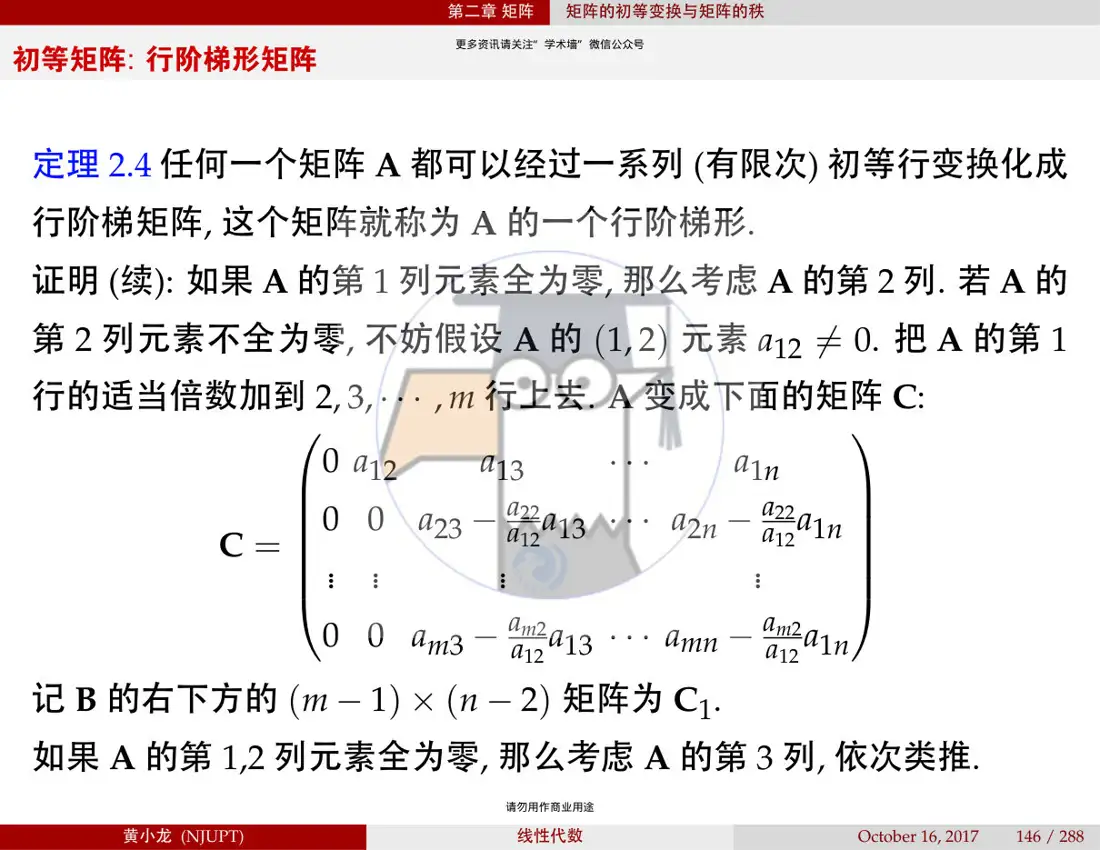 第二章 矩阵 矩阵的初等变换与矩阵的秩
初等矩阵: 行阶梯形矩阵
更多资讯请关注“学术墙”微信公众号
定理 2.4 任何一个矩阵 A 都可以经过一系列 (有限次) 初等行变换化成
行阶梯矩阵, 这个矩阵就称为 A 的一个行阶梯形.
证明 (续): 如果 A 的第 1 列元素全为零, 那么考虑 A 的第 2 列. 若 A 的
第 2 列元素不全为零, 不妨假设 A 的 (1, 2) 元素 a₁₂ ≠ 0. 把 A 的第 1
行的适当倍数加到 2, 3, ⋯ , m 行上去. A 变成下面的矩阵 C:
C = ( 0 a₁₂ a₁₃ ⋯ a₁ₙ
0 0 a₂₃ − (a₂₂/a₁₂)a₁₃ ⋯ a₂ₙ − (a₂₂/a₁₂)a₁ₙ
⋮ ⋮ ⋮ ⋮
0 0 aₘ₃ − (aₘ₂/a₁₂)a₁₃ ⋯ aₘₙ − (aₘ₂/a₁₂)a₁ₙ )
记 B 的右下方的 (m − 1) × (n − 2) 矩阵为 C₁.
如果 A 的第 1,2 列元素全为零, 那么考虑 A 的第 3 列, 依次类推.
请勿用作商业用途
黄小龙 (NJUPT) 线性代数 October 16, 2017 146 / 288